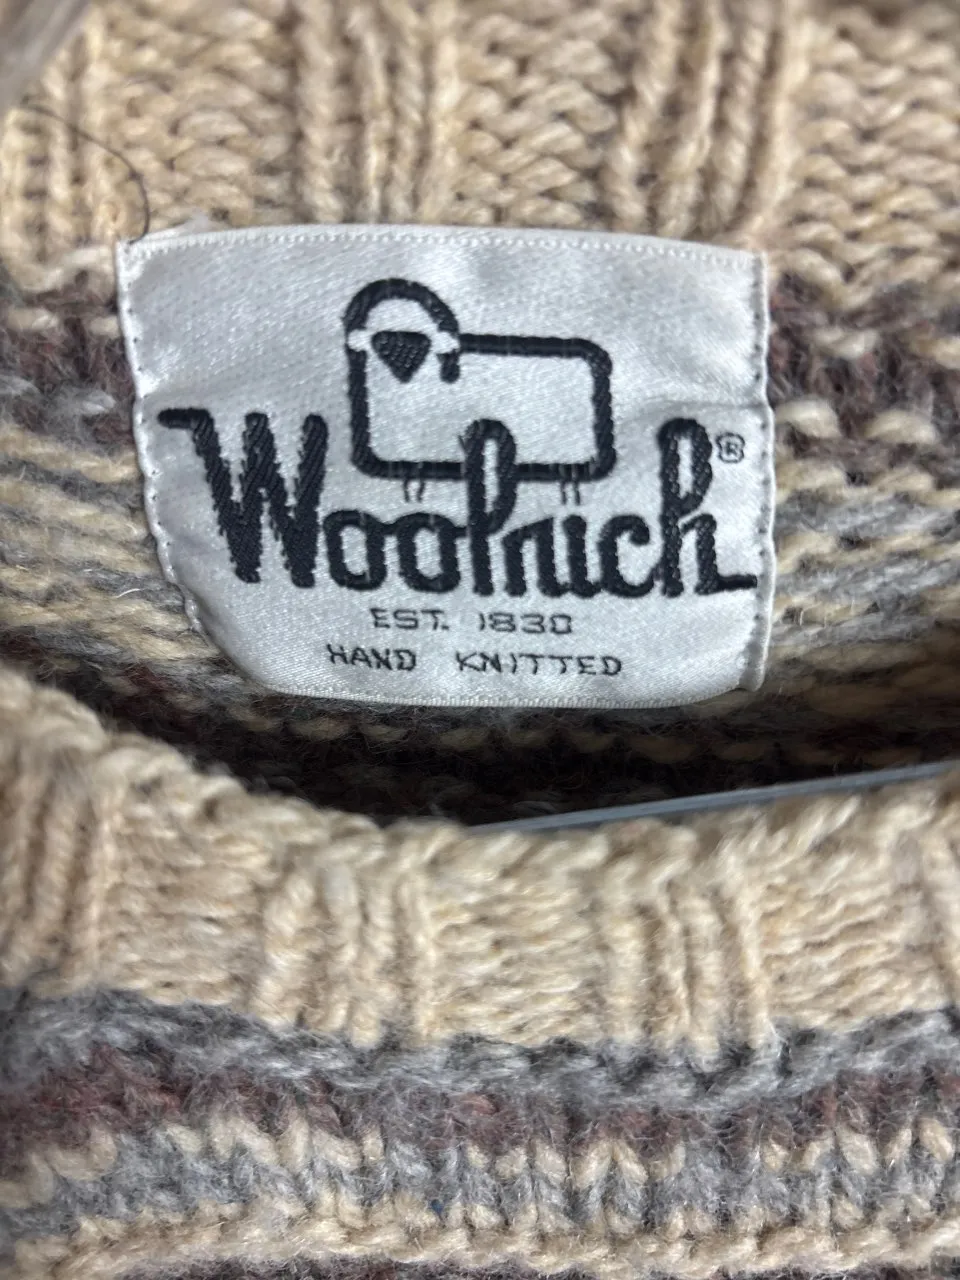 Woolrich®
EST. 1830
HAND KNITTED